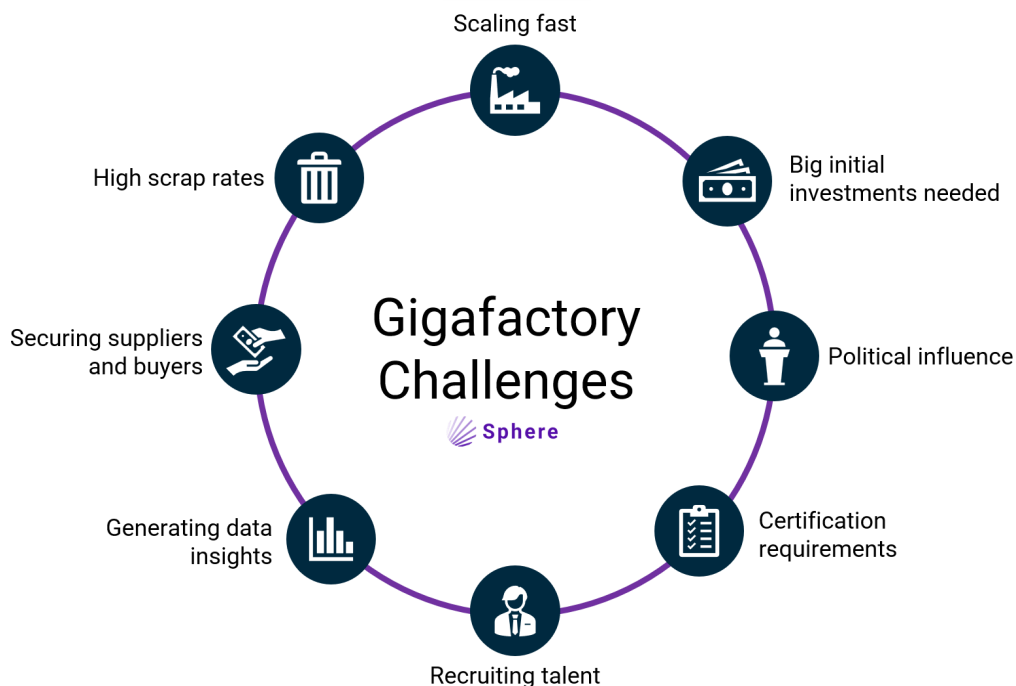 Scaling fast
Big initial
investments needed
Political influence
Certification
requirements
Recruiting talent
Generating data
insights
Securing suppliers
and buyers
High scrap rates
Gigafactory
Challenges
Sphere